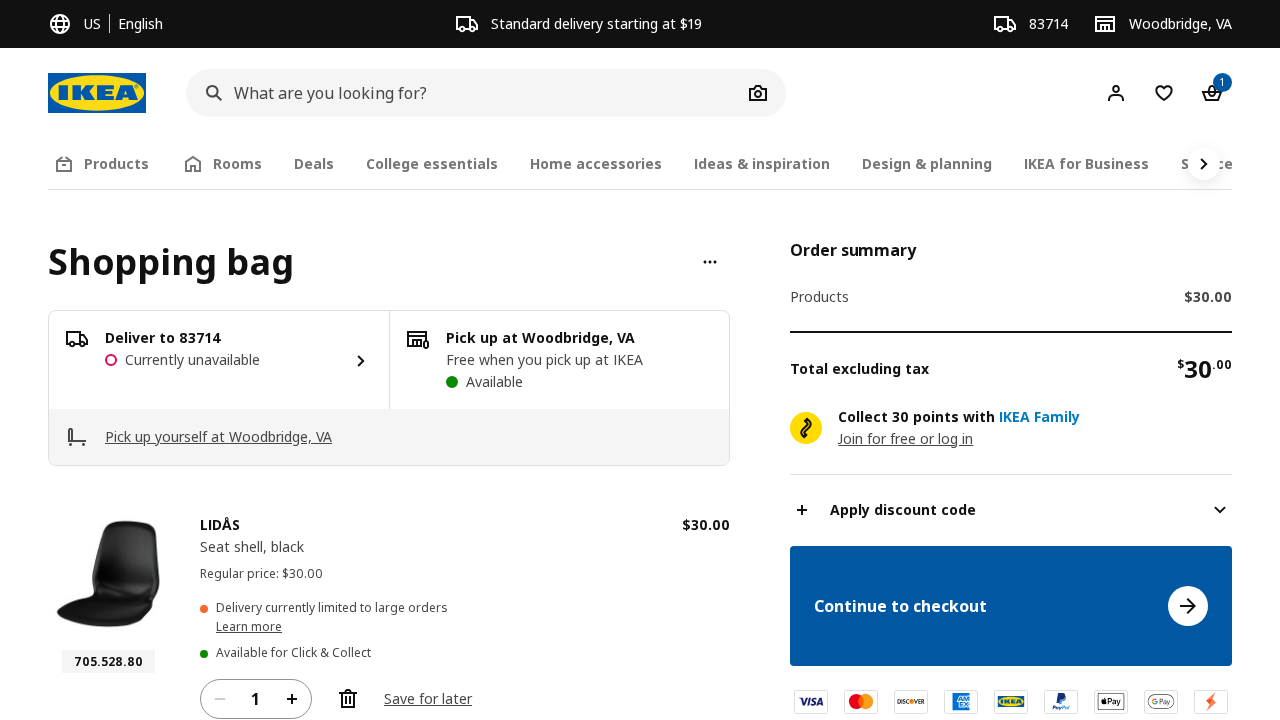 US English
Standard delivery starting at $19
83714
Woodbridge, VA
IKEA
What are you looking for?
1
Products
Rooms
Deals
College essentials
Home accessories
Ideas & inspiration
Design & planning
IKEA for Business
Shopping bag
Deliver to 83714
Currently unavailable
Pick up at Woodbridge, VA
Free when you pick up at IKEA
Available
Pick up yourself at Woodbridge, VA
LIDÅS
$30.00
Seat shell, black
Regular price: $30.00
Delivery currently limited to large orders
Learn more
Available for Click & Collect
705.528.80
1
Save for later
Order summary
Products $30.00
Total excluding tax $30.00
Collect 30 points with IKEA Family
Join for free or log in
Apply discount code
Continue to checkout
VISA
DISCOVER
AMEX
IKEA
PayPal
Pay
G Pay